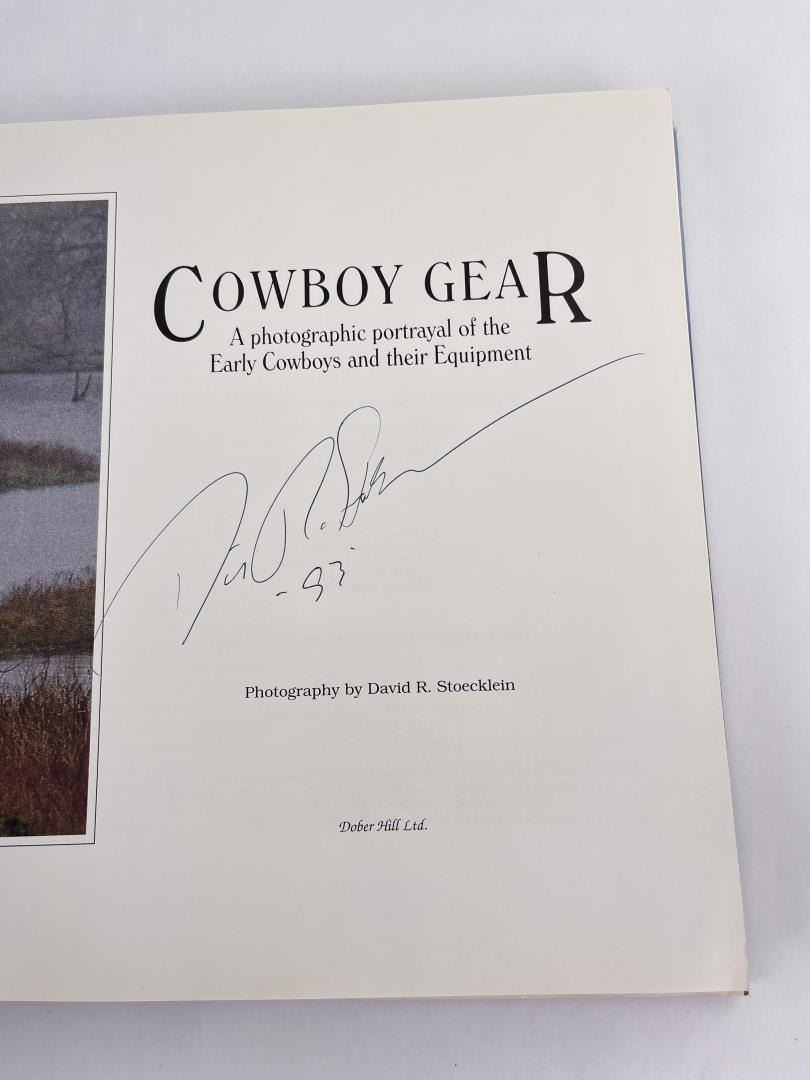 COWBOY GEAR
A photographic portrayal of the
Early Cowboys and their Equipment
- 93
Photography by David R. Stoecklein
Dober Hill Ltd.